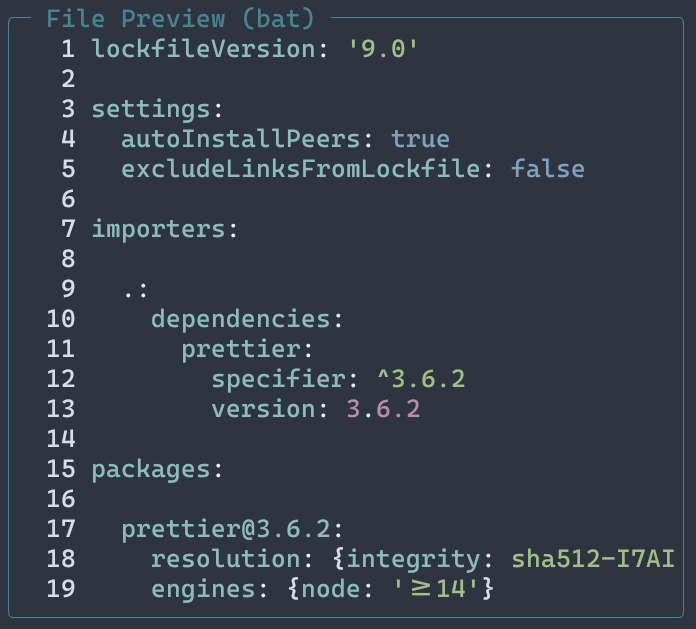 File Preview (bat)
1 lockfileVersion: '9.0'
2
3 settings:
4   autoInstallPeers: true
5   excludeLinksFromLockfile: false
6
7 importers:
8
9   .:
10     dependencies:
11       prettier:
12         specifier: ^3.6.2
13         version: 3.6.2
14
15 packages:
16
17   prettier@3.6.2:
18     resolution: {integrity: sha512-I7AI
19     engines: {node: '≥14'}